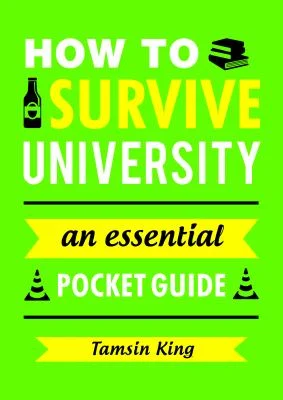 HOW TO
SURVIVE
UNIVERSITY
an essential
POCKET GUIDE
Tamsin King